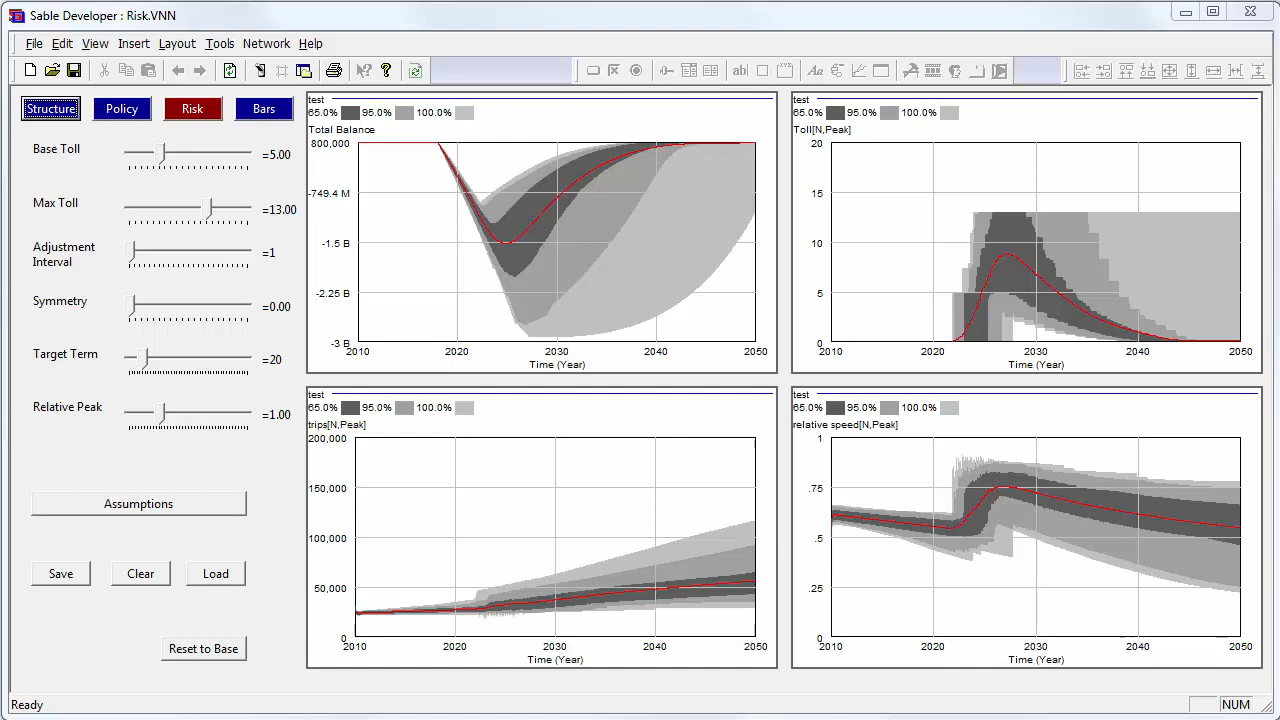 Sable Developer : Risk.VNN
File Edit View Insert Layout Tools Network Help
Structure Policy Risk Bars
Base Toll =5.00
Max Toll =13.00
Adjustment Interval =1
Symmetry =0.00
Target Term =20
Relative Peak =1.00
Assumptions
Save Clear Load
Reset to Base
test
65.0% 95.0% 100.0%
Total Balance
800,000
-749.4 M
-1.5 B
-2.25 B
-3 B
2010 2020 2030 2040 2050
Time (Year)
test
65.0% 95.0% 100.0%
Toll[N,Peak]
20
15
10
5
0
2010 2020 2030 2040 2050
Time (Year)
test
65.0% 95.0% 100.0%
trips[N,Peak]
200,000
150,000
100,000
50,000
0
2010 2020 2030 2040 2050
Time (Year)
test
65.0% 95.0% 100.0%
relative speed[N,Peak]
1
.75
.5
.25
0
2010 2020 2030 2040 2050
Time (Year)
Ready NUM